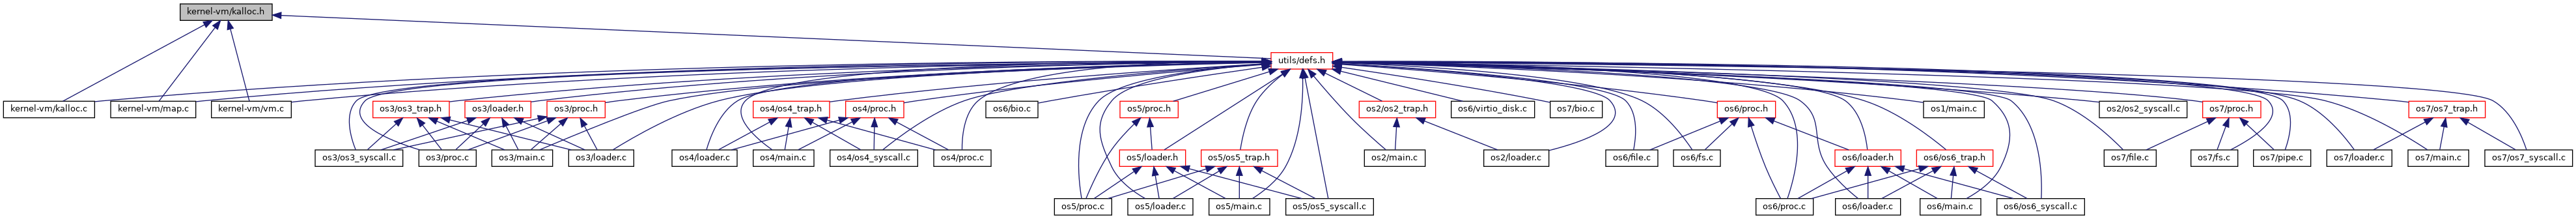 kernel-vm/kalloc.h
utils/defs.h
kernel-vm/kalloc.c
kernel-vm/map.c
kernel-vm/vm.c
os3/os3_trap.h
os3/loader.h
os3/proc.h
os4/os4_trap.h
os4/proc.h
os6/bio.c
os5/proc.h
os2/os2_trap.h
os6/virtio_disk.c
os7/bio.c
os6/proc.h
os1/main.c
os2/os2_syscall.c
os7/proc.h
os7/os7_trap.h
os3/os3_syscall.c
os3/proc.c
os3/main.c
os3/loader.c
os4/loader.c
os4/main.c
os4/os4_syscall.c
os4/proc.c
os5/loader.h
os5/os5_trap.h
os2/main.c
os2/loader.c
os6/file.c
os6/fs.c
os6/loader.h
os6/os6_trap.h
os7/file.c
os7/fs.c
os7/pipe.c
os7/loader.c
os7/main.c
os7/os7_syscall.c
os5/proc.c
os5/loader.c
os5/main.c
os5/os5_syscall.c
os6/proc.c
os6/loader.c
os6/main.c
os6/os6_syscall.c